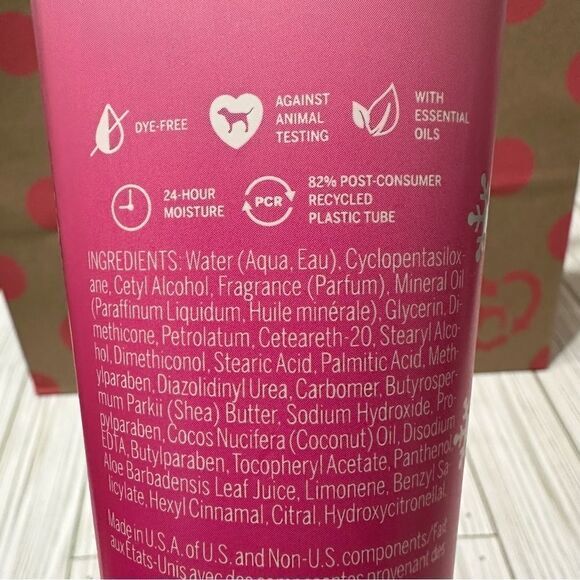 DYE-FREE
AGAINST
ANIMAL
TESTING
WITH
ESSENTIAL
OILS
24-HOUR
MOISTURE
PCR
82% POST-CONSUMER
RECYCLED
PLASTIC TUBE
INGREDIENTS: Water (Aqua, Eau), Cyclopentasilox-
ane, Cetyl Alcohol, Fragrance (Parfum), Mineral Oil
(Paraffinum Liquidum, Huile minérale), Glycerin, Di-
methicone, Petrolatum, Ceteareth-20, Stearyl Alco-
hol, Dimethiconol, Stearic Acid, Palmitic Acid, Meth-
ylparaben, Diazolidinyl Urea, Carbomer, Butyrosper-
mum Parkii (Shea) Butter, Sodium Hydroxide, Pro-
pylparaben, Cocos Nucifera (Coconut) Oil, Disodium
EDTA, Butylparaben, Tocopheryl Acetate, Panthenol,
Aloe Barbadensis Leaf Juice, Limonene, Benzyl Sa-
licylate, Hexyl Cinnamal, Citral, Hydroxycitronellal.
Made in U.S.A. of U.S. and Non-U.S. components/Fait
aux États-Unis avec des composantes provenant des